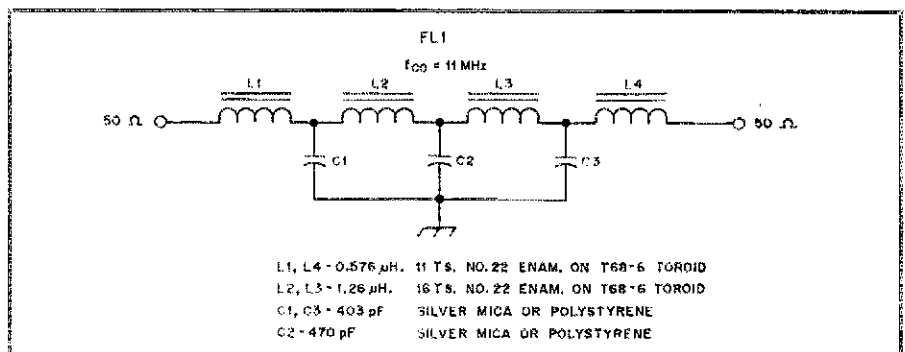 FL1
fCO = 11 MHz
L1 L2 L3 L4
50 Ω 50 Ω
C1 C2 C3
L1, L4 - 0.576 µH. 11 TS. NO. 22 ENAM. ON T68-6 TOROID
L2, L3 - 1.26 µH. 16 TS. NO. 22 ENAM. ON T68-6 TOROID
C1, C3 - 403 pF SILVER MICA OR POLYSTYRENE
C2 - 470 pF SILVER MICA OR POLYSTYRENE